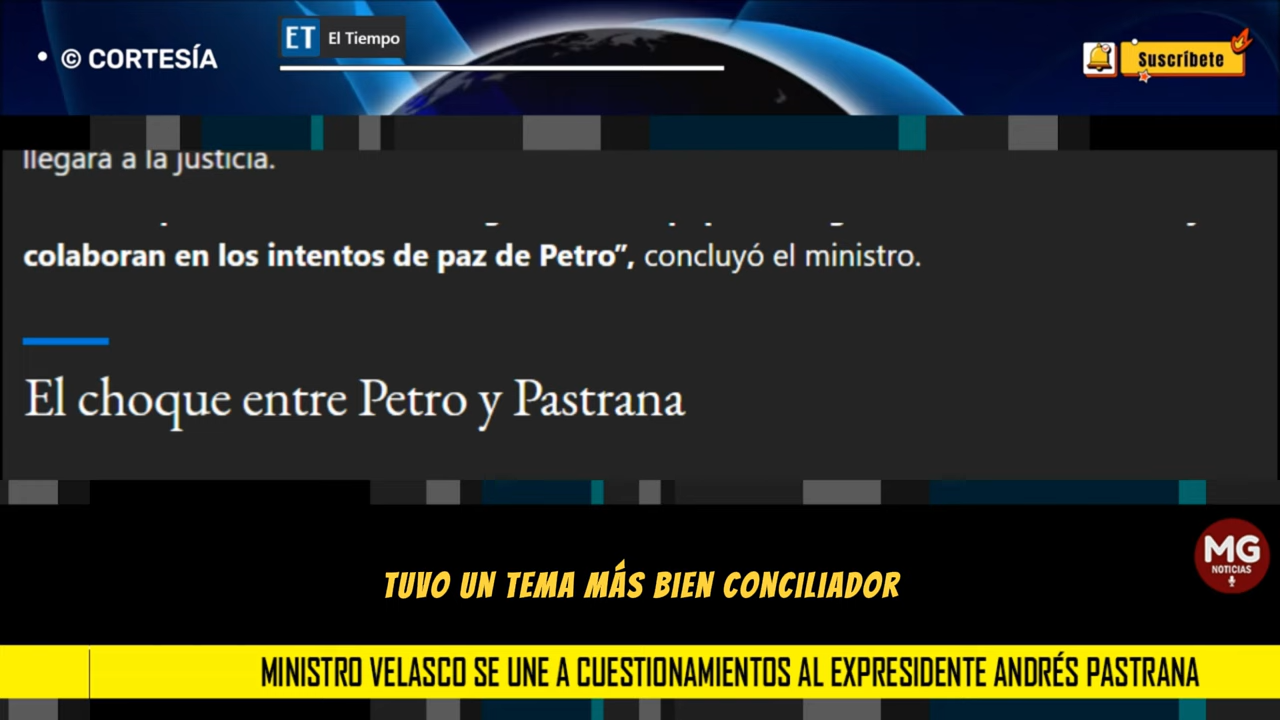 • © CORTESÍA
ET El Tiempo
Suscríbete
llegará a la justicia.
colaboran en los intentos de paz de Petro”, concluyó el ministro.
El choque entre Petro y Pastrana
MG
NOTICIAS
TUVO UN TEMA MÁS BIEN CONCILIADOR
MINISTRO VELASCO SE UNE A CUESTIONAMIENTOS AL EXPRESIDENTE ANDRÉS PASTRANA